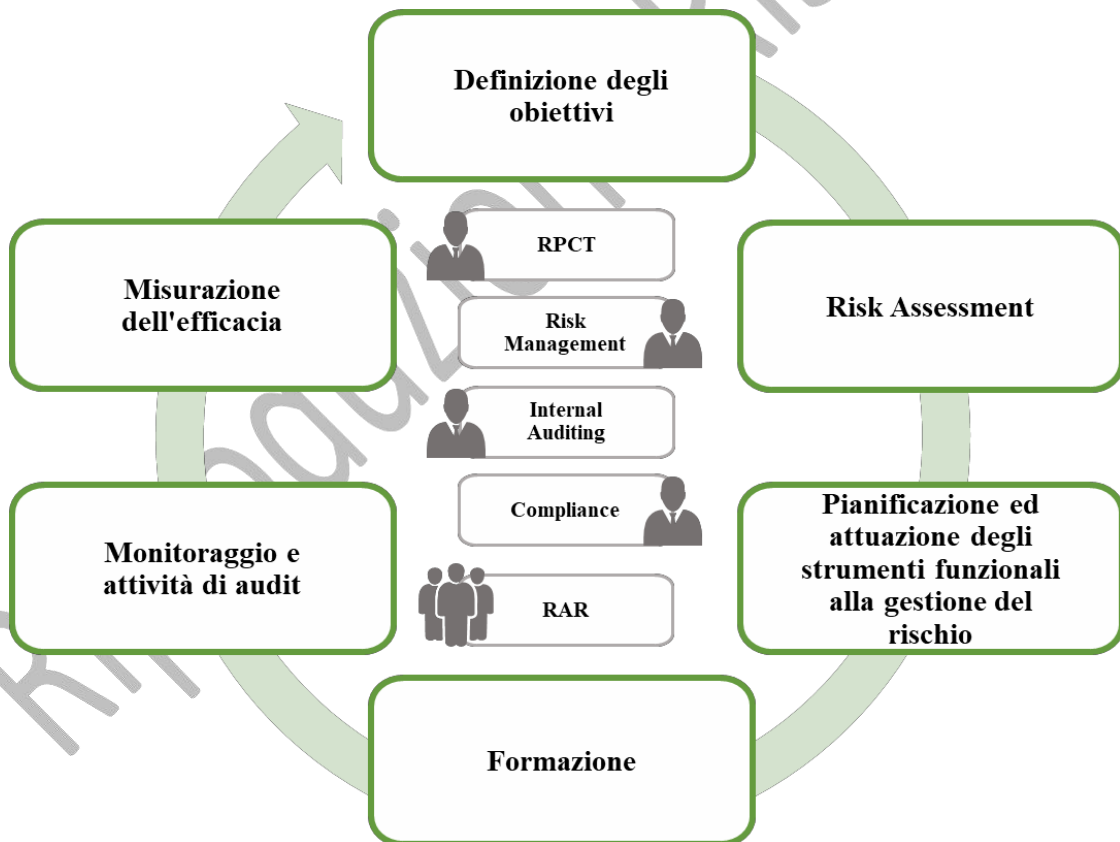 Definizione degli
obiettivi
Risk Assessment
Pianificazione ed
attuazione degli
strumenti funzionali
alla gestione del
rischio
Formazione
Monitoraggio e
attività di audit
Misurazione
dell'efficacia
RPCT
Risk
Management
Internal
Auditing
Compliance
RAR